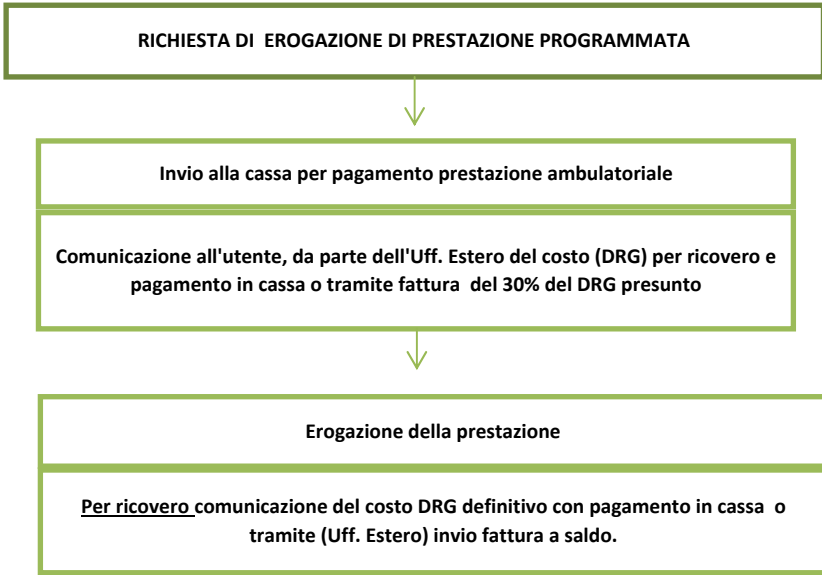 RICHIESTA DI  EROGAZIONE DI PRESTAZIONE PROGRAMMATA
Invio alla cassa per pagamento prestazione ambulatoriale
Comunicazione all'utente, da parte dell'Uff. Estero del costo (DRG) per ricovero e
pagamento in cassa o tramite fattura  del 30% del DRG presunto
Erogazione della prestazione
Per ricovero comunicazione del costo DRG definitivo con pagamento in cassa  o
tramite (Uff. Estero) invio fattura a saldo.